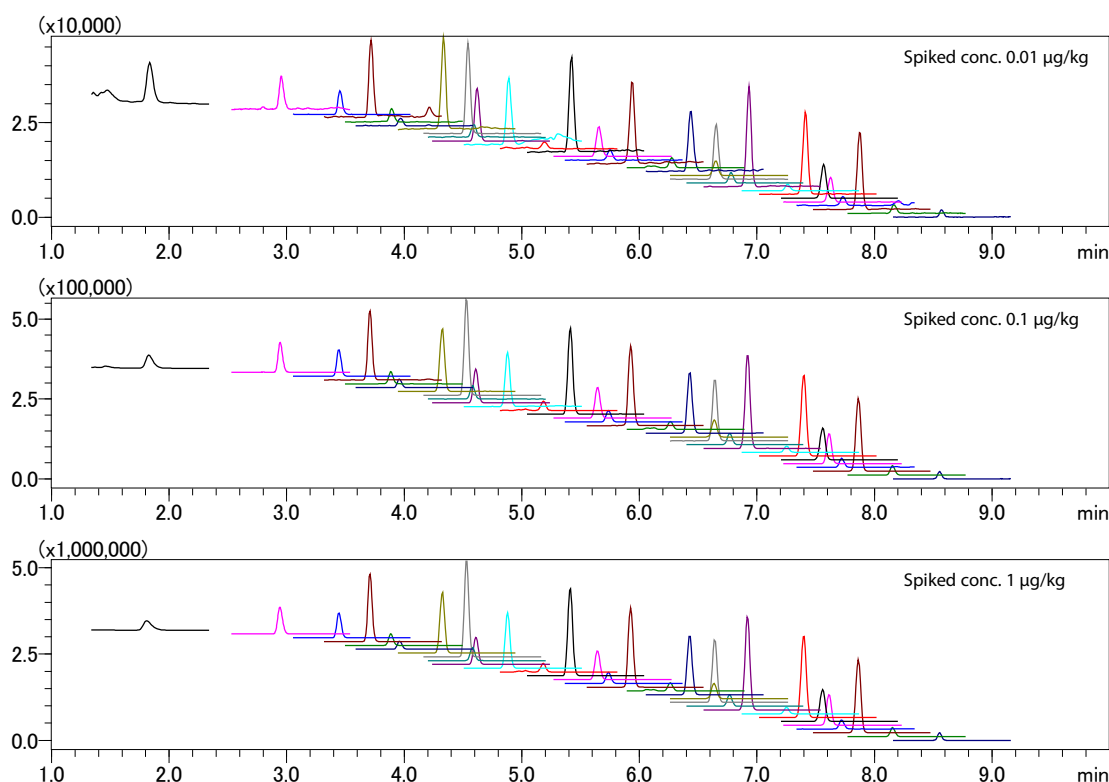 (x10,000)
Spiked conc. 0.01 µg/kg
2.5
0.0
1.0 2.0 3.0 4.0 5.0 6.0 7.0 8.0 9.0 min
(x100,000)
Spiked conc. 0.1 µg/kg
5.0
2.5
0.0
1.0 2.0 3.0 4.0 5.0 6.0 7.0 8.0 9.0 min
(x1,000,000)
Spiked conc. 1 µg/kg
5.0
2.5
0.0
1.0 2.0 3.0 4.0 5.0 6.0 7.0 8.0 9.0 min